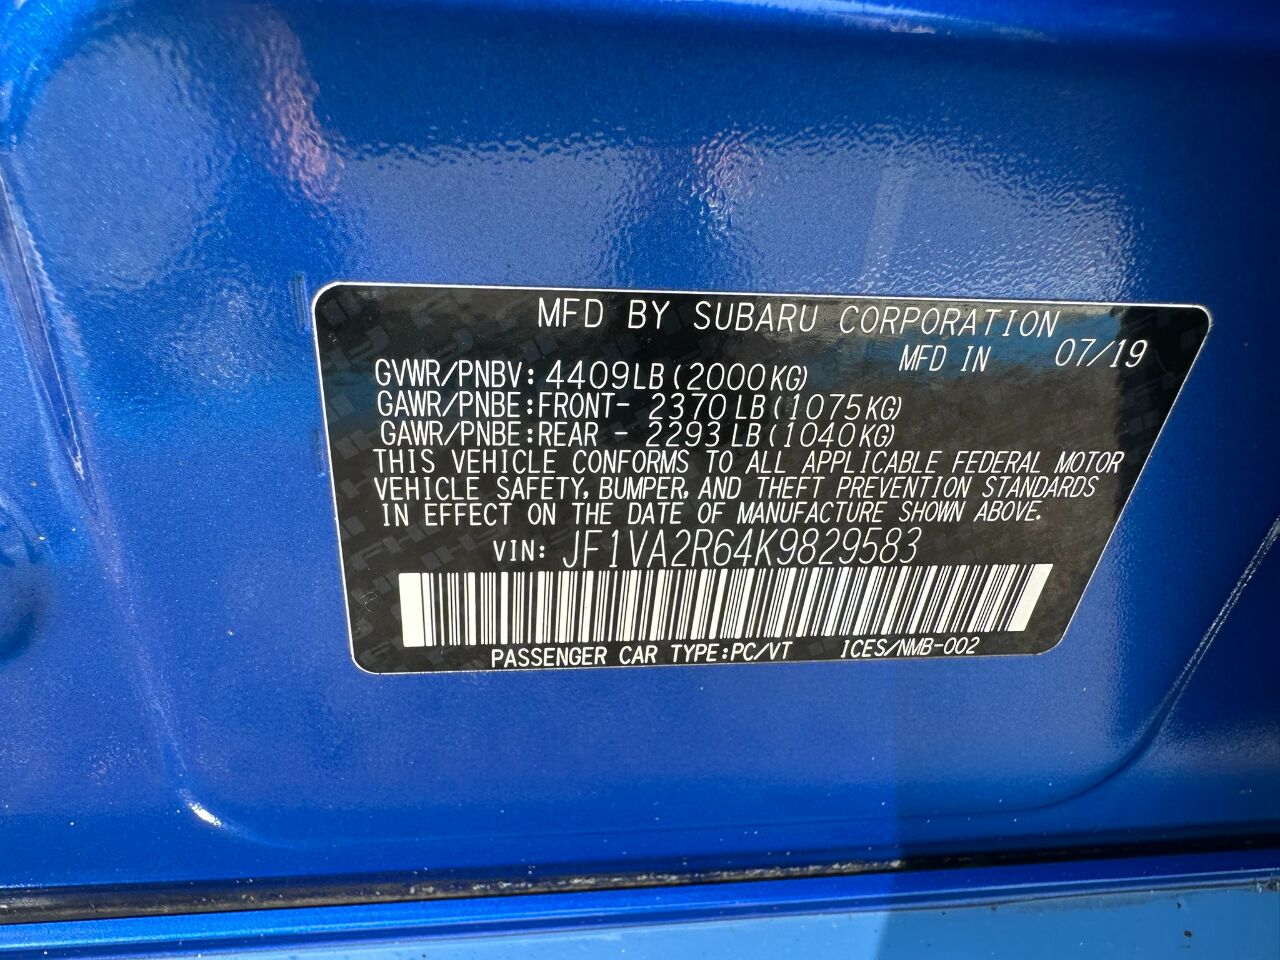 MFD BY SUBARU CORPORATION
MFD IN 07/19
GVWR/PNBV: 4409LB(2000KG)
GAWR/PNBE:FRONT- 2370LB(1075KG)
GAWR/PNBE:REAR - 2293LB(1040KG)
THIS VEHICLE CONFORMS TO ALL APPLICABLE FEDERAL MOTOR
VEHICLE SAFETY, BUMPER, AND THEFT PREVENTION STANDARDS
IN EFFECT ON THE DATE OF MANUFACTURE SHOWN ABOVE.
VIN: JF1VA2R64K9829583
PASSENGER CAR TYPE:PC/VT ICES/NMB-002